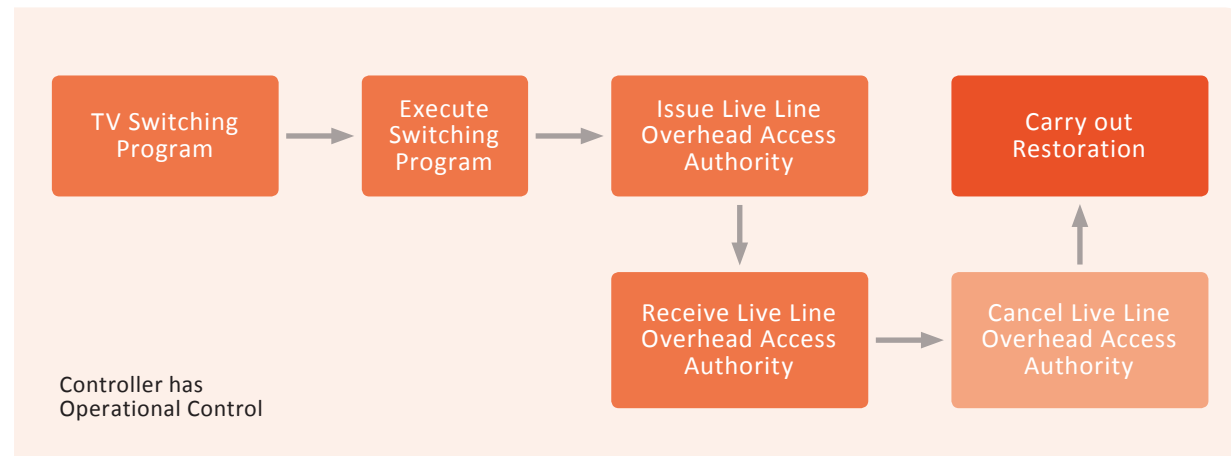 TV Switching
Program
Execute
Switching
Program
Issue Live Line
Overhead Access
Authority
Carry out
Restoration
Receive Live Line
Overhead Access
Authority
Cancel Live Line
Overhead Access
Authority
Controller has
Operational Control